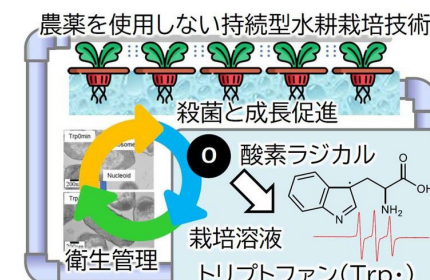 農薬を使用しない持続型水耕栽培技術
殺菌と成長促進
Trp0min
Nucleoid
O 酸素ラジカル
O
OH
NH₂
N
栽培溶液
衛生管理
トリプトファン(Trp・)